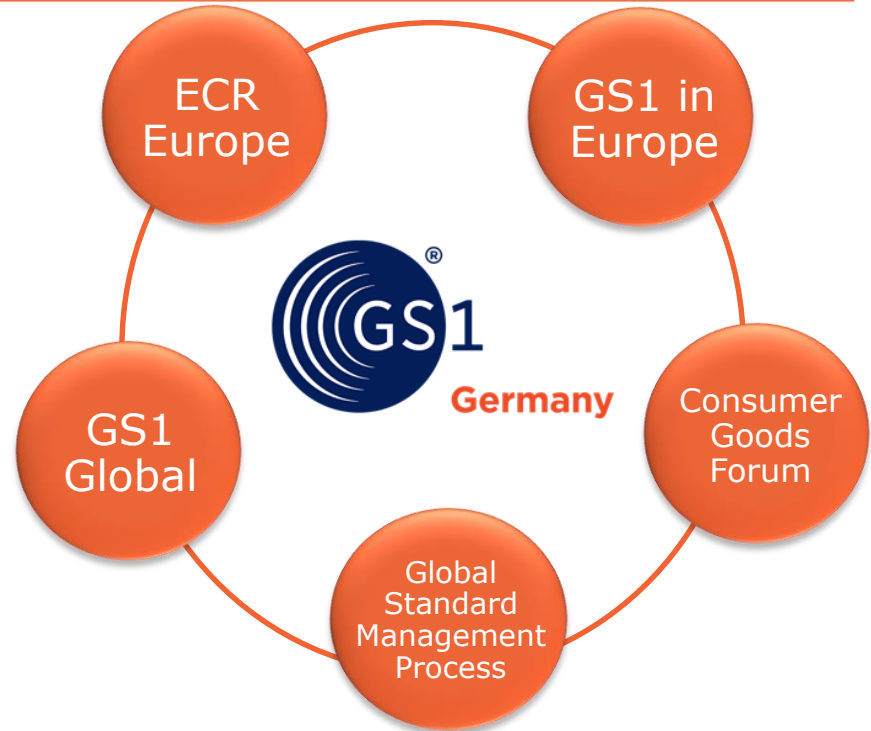 ECR
Europe
GS1 in
Europe
®
GS1
Germany
Consumer
Goods
Forum
GS1
Global
Global
Standard
Management
Process